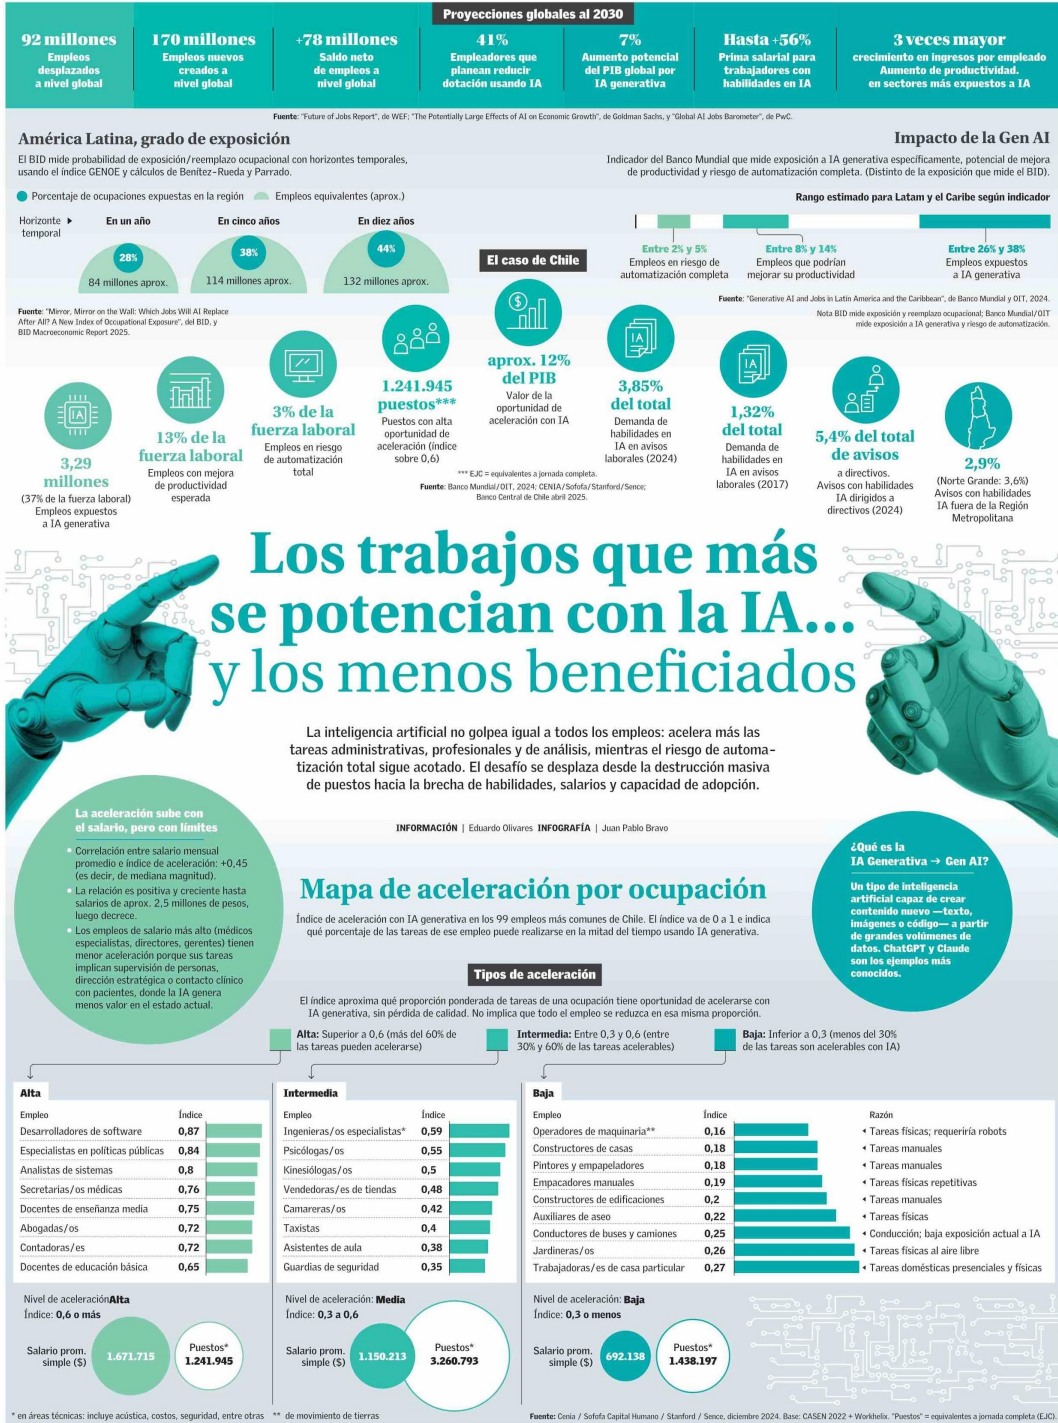 Proyecciones globales al 2030
92 millones
Empleos
desplazados
a nivel global
170 millones
Empleos nuevos
creados a
nivel global
+78 millones
Saldo neto
de empleos a
nivel global
41%
Empleadores que
planean reducir
dotación usando IA
7%
Aumento potencial
del PIB global por
IA generativa
Hasta +56%
Prima salarial para
trabajadores con
habilidades en IA
3 veces mayor
crecimiento en ingresos por empleado
Aumento de productividad.
en sectores más expuestos a IA
Fuente: "Future of Jobs Report", de WEF; "The Potentially Large Effects of AI on Economic Growth", de Goldman Sachs, y "Global AI Jobs Barometer", de PwC.
América Latina, grado de exposición
El BID mide probabilidad de exposición/reemplazo ocupacional con horizontes temporales,
usando el índice GENOE y cálculos de Benítez-Rueda y Parrado.
Porcentaje de ocupaciones expuestas en la región
Empleos equivalentes (aprox.)
Horizonte
temporal
En un año
28%
84 millones aprox.
En cinco años
38%
114 millones aprox.
En diez años
44%
132 millones aprox.
Fuente: "Mirror, Mirror on the Wall: Which Jobs Will AI Replace
After All? A New Index of Occupational Exposure", del BID, y
BID Macroeconomic Report 2025.
Impacto de la Gen AI
Indicador del Banco Mundial que mide exposición a IA generativa específicamente, potencial de mejora
de productividad y riesgo de automatización completa. (Distinto de la exposición que mide el BID).
Rango estimado para Latam y el Caribe según indicador
Entre 2% y 5%
Empleos en riesgo de
automatización completa
Entre 8% y 14%
Empleos que podrían
mejorar su productividad
Entre 26% y 38%
Empleos expuestos
a IA generativa
Fuente: "Generative AI and Jobs in Latin America and the Caribbean", de Banco Mundial y OIT, 2024.
Nota BID mide exposición y reemplazo ocupacional; Banco Mundial/OIT
mide exposición a IA generativa y riesgo de automatización.
El caso de Chile
IA
3,29
millones
(37% de la fuerza laboral)
Empleos expuestos
a IA generativa
13% de la
fuerza laboral
Empleos con mejora
de productividad
esperada
3% de la
fuerza laboral
Empleos en riesgo
de automatización
total
1.241.945
puestos***
Puestos con alta
oportunidad de
aceleración (índice
sobre 0,6)
$
aprox. 12%
del PIB
Valor de la
oportunidad de
aceleración con IA
IA
3,85%
del total
Demanda de
habilidades en
IA en avisos
laborales (2024)
IA
1,32%
del total
Demanda de
habilidades en
IA en avisos
laborales (2017)
5,4% del total
de avisos
a directivos.
Avisos con habilidades
IA dirigidos a
directivos (2024)
2,9%
(Norte Grande: 3,6%)
Avisos con habilidades
IA fuera de la Región
Metropolitana
*** EJC = equivalentes a jornada completa.
Fuente: Banco Mundial/OIT, 2024; CENIA/Sofofa/Stanford/Sence;
Banco Central de Chile abril 2025.
Los trabajos que más
se potencian con la IA...
y los menos beneficiados
La inteligencia artificial no golpea igual a todos los empleos: acelera más las
tareas administrativas, profesionales y de análisis, mientras el riesgo de automa-
tización total sigue acotado. El desafío se desplaza desde la destrucción masiva
de puestos hacia la brecha de habilidades, salarios y capacidad de adopción.
INFORMACIÓN | Eduardo Olivares INFOGRAFÍA | Juan Pablo Bravo
La aceleración sube con
el salario, pero con límites
• Correlación entre salario mensual
promedio e índice de aceleración: +0,45
(es decir, de mediana magnitud).
• La relación es positiva y creciente hasta
salarios de aprox. 2,5 millones de pesos,
luego decrece.
• Los empleos de salario más alto (médicos
especialistas, directores, gerentes) tienen
menor aceleración porque sus tareas
implican supervisión de personas,
dirección estratégica o contacto clínico
con pacientes, donde la IA genera
menos valor en el estado actual.
Mapa de aceleración por ocupación
Índice de aceleración con IA generativa en los 99 empleos más comunes de Chile. El índice va de 0 a 1 e indica
qué porcentaje de las tareas de ese empleo puede realizarse en la mitad del tiempo usando IA generativa.
¿Qué es la
IA Generativa → Gen AI?
Un tipo de inteligencia
artificial capaz de crear
contenido nuevo —texto,
imágenes o código— a partir
de grandes volúmenes de
datos. ChatGPT y Claude
son los ejemplos más
conocidos.
Tipos de aceleración
El índice aproxima qué proporción ponderada de tareas de una ocupación tiene oportunidad de acelerarse con
IA generativa, sin pérdida de calidad. No implica que todo el empleo se reduzca en esa misma proporción.
Alta: Superior a 0,6 (más del 60% de
las tareas pueden acelerarse)
Intermedia: Entre 0,3 y 0,6 (entre
30% y 60% de las tareas acelerables)
Baja: Inferior a 0,3 (menos del 30%
de las tareas son acelerables con IA)
Alta
Empleo Índice
Desarrolladores de software 0,87
Especialistas en políticas públicas 0,84
Analistas de sistemas 0,8
Secretarias/os médicas 0,76
Docentes de enseñanza media 0,75
Abogadas/os 0,72
Contadoras/es 0,72
Docentes de educación básica 0,65
Intermedia
Empleo Índice
Ingenieras/os especialistas* 0,59
Psicólogas/os 0,55
Kinesiólogas/os 0,5
Vendedoras/es de tiendas 0,48
Camareras/os 0,42
Taxistas 0,4
Asistentes de aula 0,38
Guardias de seguridad 0,35
Baja
Empleo Índice Razón
Operadores de maquinaria** 0,16 Tareas físicas; requeriría robots
Constructores de casas 0,18 Tareas manuales
Pintores y empapeladores 0,18 Tareas manuales
Empacadores manuales 0,19 Tareas físicas repetitivas
Constructores de edificaciones 0,2 Tareas manuales
Auxiliares de aseo 0,22 Tareas físicas
Conductores de buses y camiones 0,25 Conducción; baja exposición actual a IA
Jardineras/os 0,26 Tareas físicas al aire libre
Trabajadoras/es de casa particular 0,27 Tareas domésticas presenciales y físicas
Nivel de aceleraciónAlta
Índice: 0,6 o más
Salario prom.
simple ($)
1.671.715
Puestos*
1.241.945
Nivel de aceleración: Media
Índice: 0,3 a 0,6
Salario prom.
simple ($)
1.150.213
Puestos*
3.260.793
Nivel de aceleración: Baja
Índice: 0,3 o menos
Salario prom.
simple ($)
692.138
Puestos*
1.438.197
* en áreas técnicas: incluye acústica, costos, seguridad, entre otras ** de movimiento de tierras
Fuente: Cenia / Sofofa Capital Humano / Stanford / Sence, diciembre 2024. Base: CASEN 2022 + Workhelix. "Puestos" = equivalentes a jornada completa (EJC)